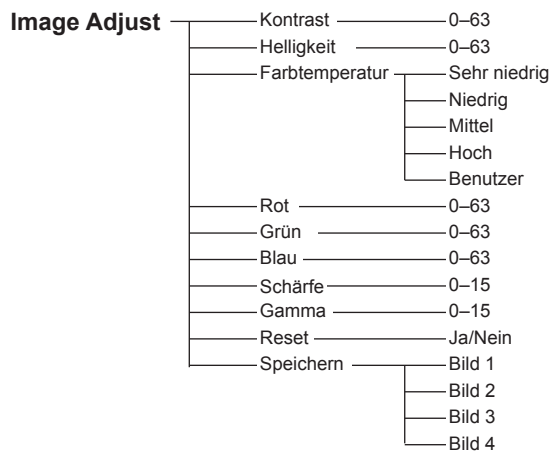 Image Adjust Kontrast 0–63
Helligkeit 0–63
Farbtemperatur Sehr niedrig
Niedrig
Mittel
Hoch
Benutzer
Rot 0–63
Grün 0–63
Blau 0–63
Schärfe 0–15
Gamma 0–15
Reset Ja/Nein
Speichern Bild 1
Bild 2
Bild 3
Bild 4